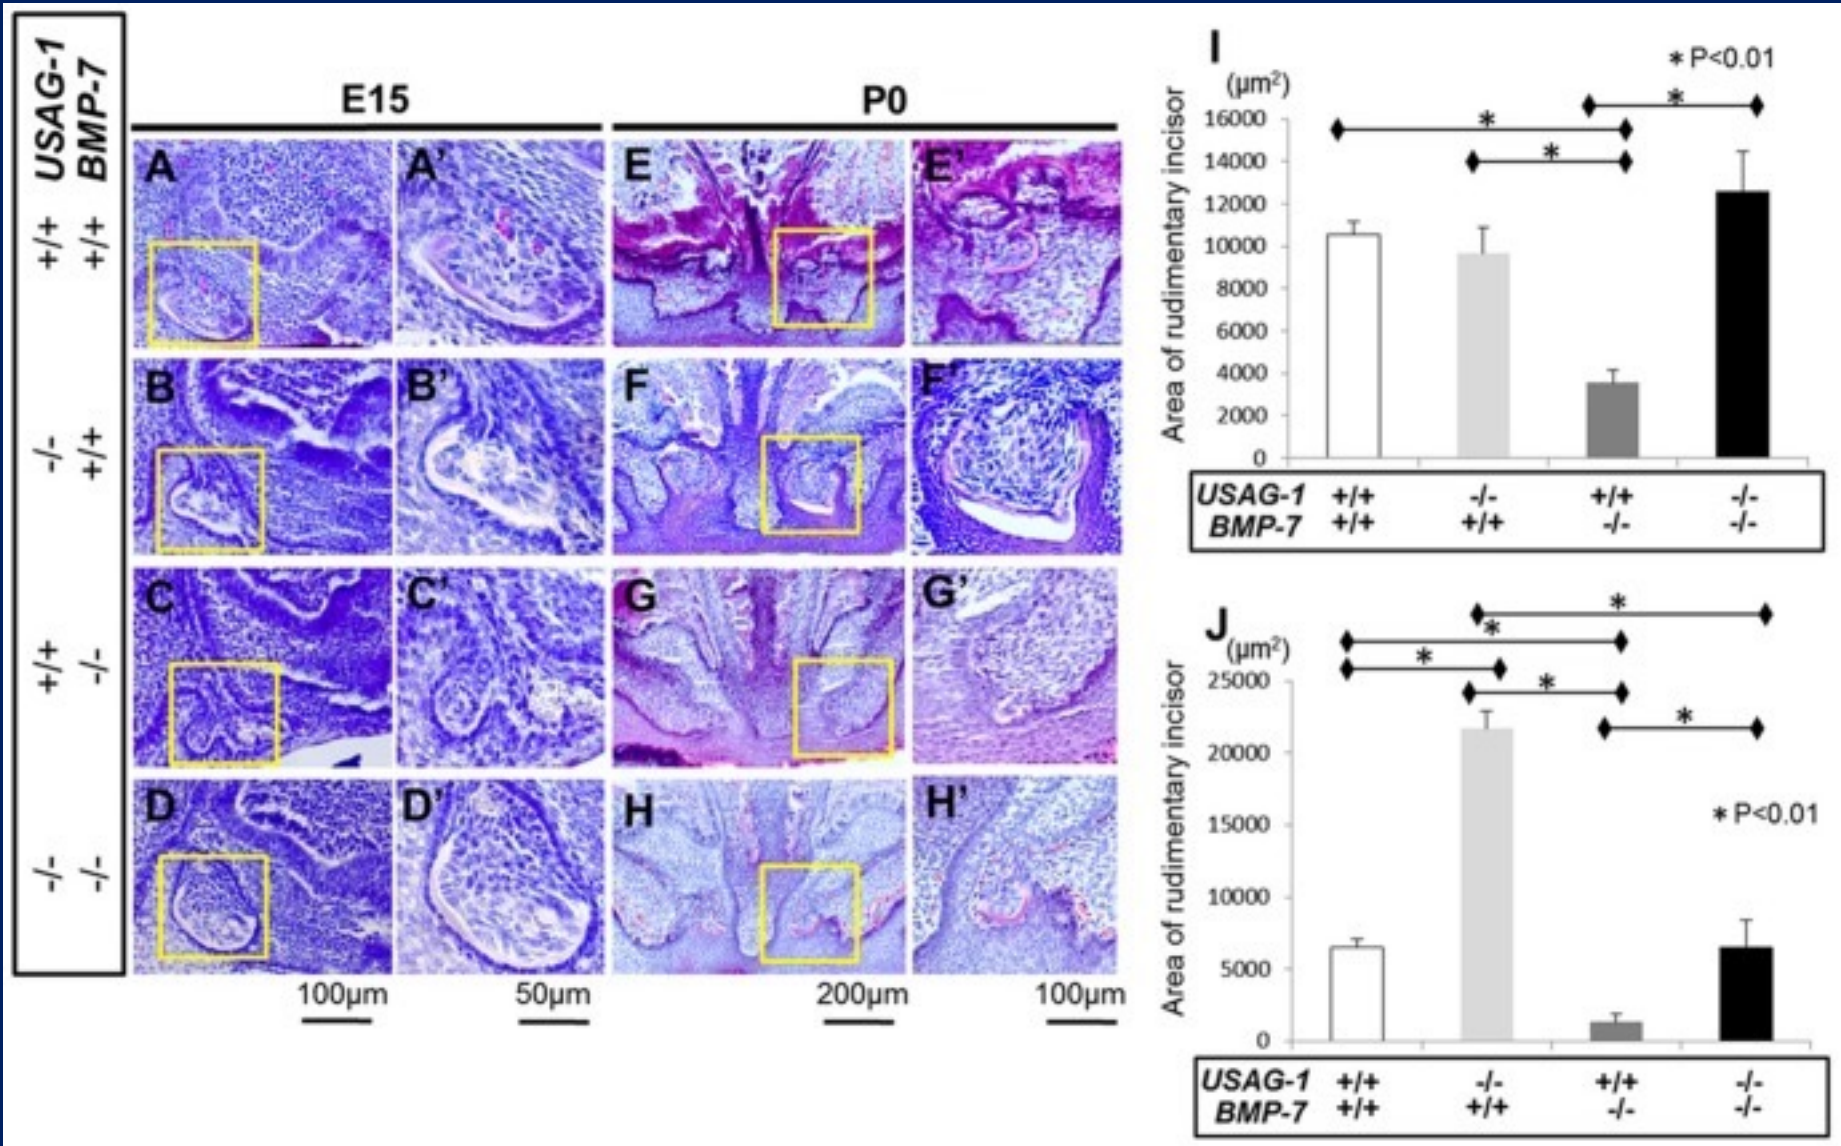 USAG-1
BMP-7
+/+ +/+
-/- +/+
+/+ -/-
-/- -/-
E15
P0
A A' E E'
B B' F F'
C C' G G'
D D' H H'
100μm 50μm 200μm 100μm
I
(μm²)
* P<0.01
*
*
*
Area of rudimentary incisor
16000
14000
12000
10000
8000
6000
4000
2000
0
USAG-1 +/+ -/- +/+ -/-
BMP-7 +/+ +/+ -/- -/-
J
(μm²)
*
*
*
*
*
* P<0.01
Area of rudimentary incisor
25000
20000
15000
10000
5000
0
USAG-1 +/+ -/- +/+ -/-
BMP-7 +/+ +/+ -/- -/-